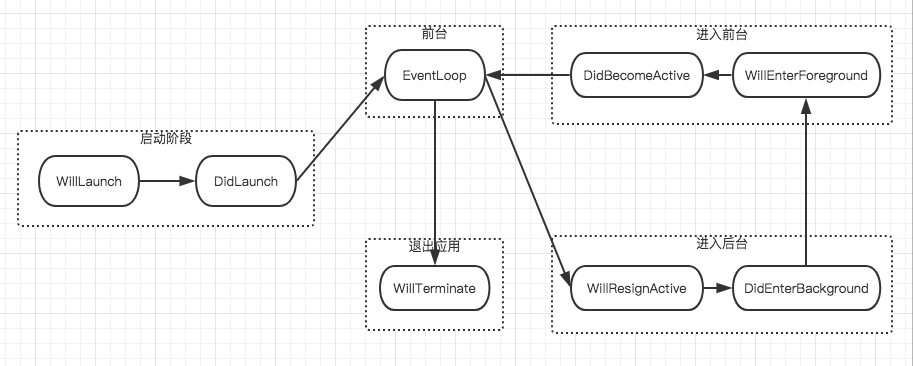 启动阶段
WillLaunch
DidLaunch
前台
EventLoop
退出应用
WillTerminate
进入前台
DidBecomeActive
WillEnterForeground
进入后台
WillResignActive
DidEnterBackground